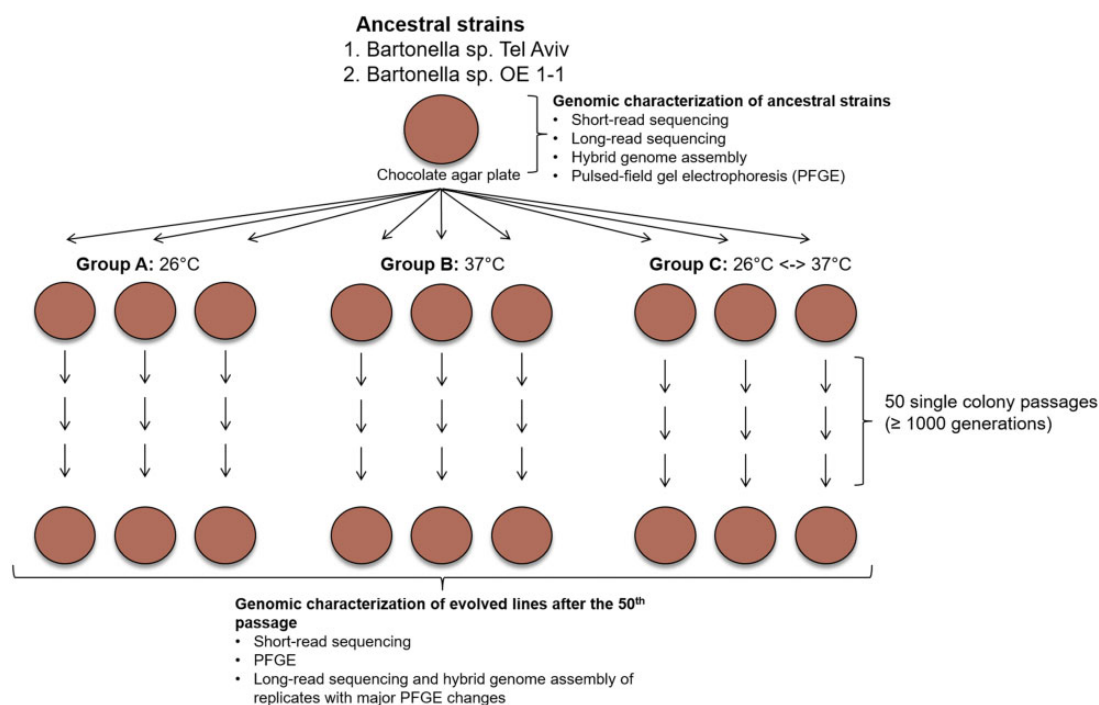 Ancestral strains
1. Bartonella sp. Tel Aviv
2. Bartonella sp. OE 1-1
Genomic characterization of ancestral strains
• Short-read sequencing
• Long-read sequencing
• Hybrid genome assembly
• Pulsed-field gel electrophoresis (PFGE)
Chocolate agar plate
Group A: 26°C
Group B: 37°C
Group C: 26°C <-> 37°C
50 single colony passages
(≥ 1000 generations)
Genomic characterization of evolved lines after the 50th
passage
• Short-read sequencing
• PFGE
• Long-read sequencing and hybrid genome assembly of
replicates with major PFGE changes